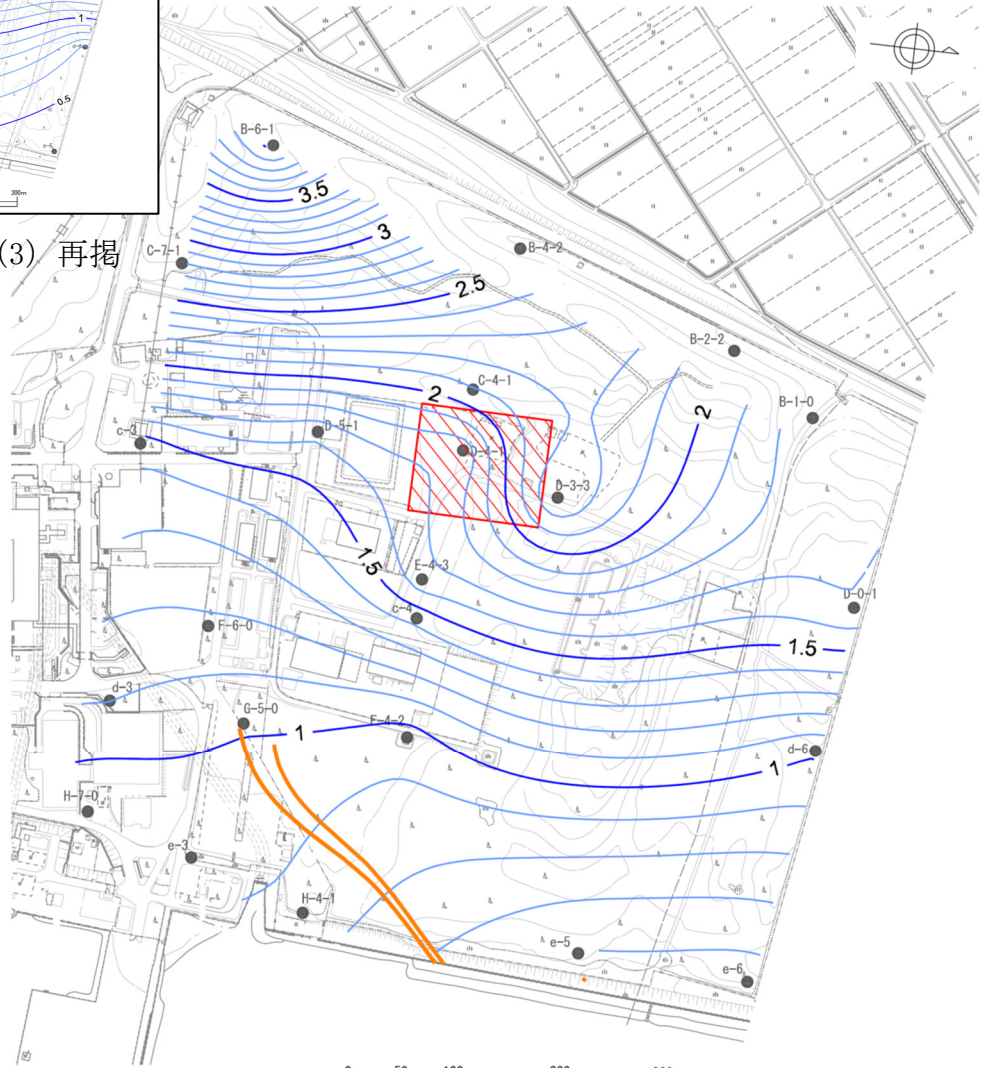 1
0.5
e-6
300m
(3) 再掲
B-6-1
3.5
3
C-7-1
B-4-2
2.5
B-2-2
C-4-1
2
B-1-0
2
D-5-1
c-3
D-4-1
D-3-3
1.5
E-4-3
D-0-1
c-4
F-6-0
1.5
d-3
G-5-0
1
F-4-2
d-6
1
H-7-0
e-3
H-4-1
e-5
e-6